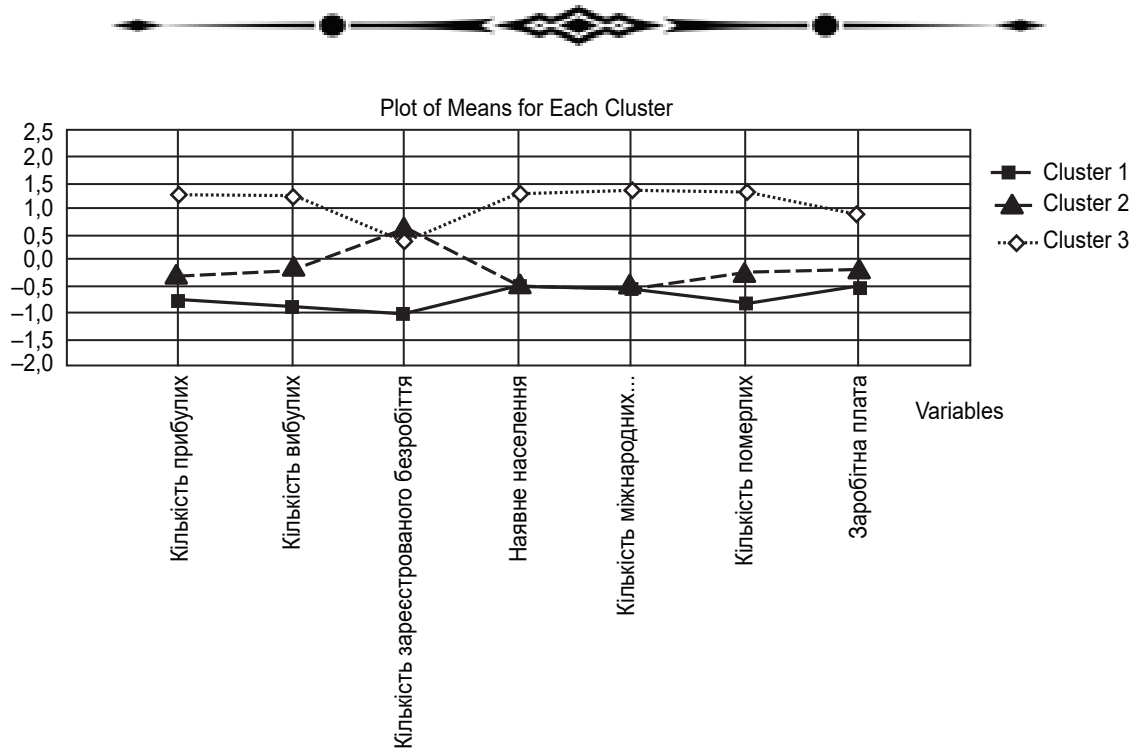 Plot of Means for Each Cluster
2,5
2,0
1,5
1,0
0,5
0,0
–0,5
–1,0
–1,5
–2,0
Cluster 1
Cluster 2
Cluster 3
Кількість прибулих
Кількість вибулих
Кількість зареєстрованого безробіття
Наявне населення
Кількість міжнародних...
Кількість померлих
Заробітна плата
Variables